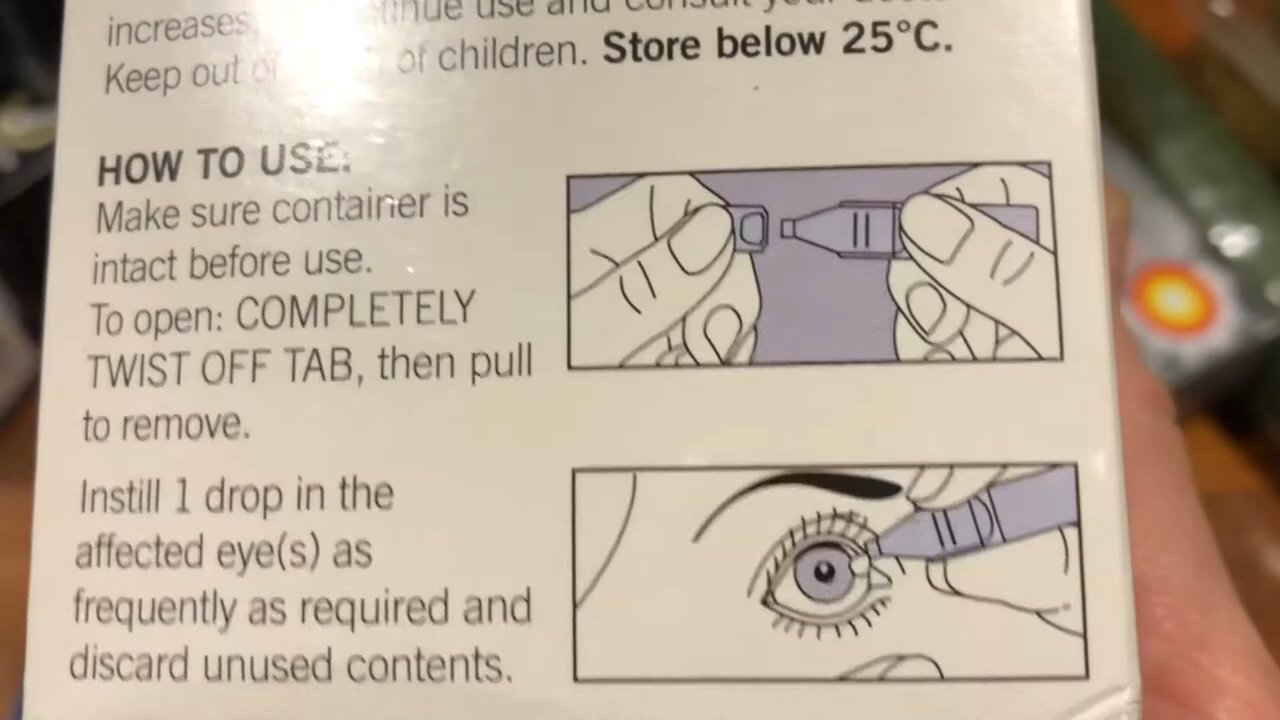 increases, tinue use and consult your
Keep out of of children. Store below 25°C.
HOW TO USE:
Make sure container is
intact before use.
To open: COMPLETELY
TWIST OFF TAB, then pull
to remove.
Instill 1 drop in the
affected eye(s) as
frequently as required and
discard unused contents.